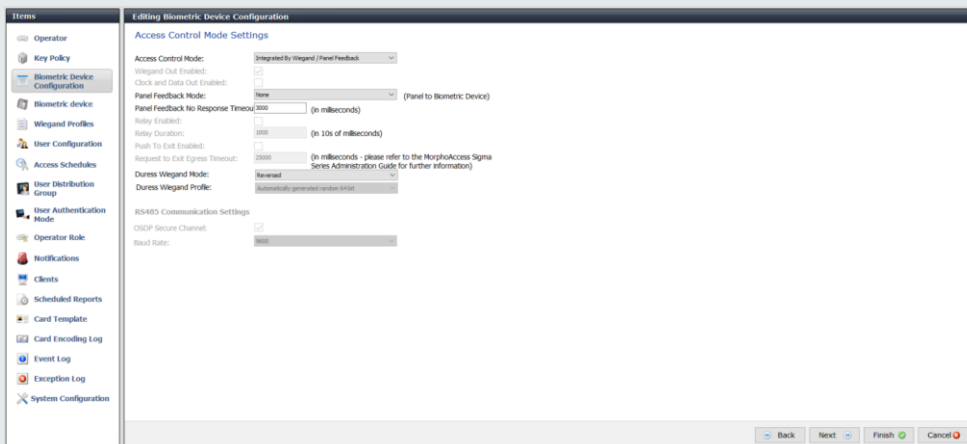 Items
Operator
Key Policy
Biometric Device
Configuration
Biometric device
Wiegand Profiles
User Configuration
Access Schedules
User Distribution
Group
User Authentication
Mode
Operator Role
Notifications
Clients
Scheduled Reports
Card Template
Card Encoding Log
Event Log
Exception Log
System Configuration
Editing Biometric Device Configuration
Access Control Mode Settings
Access Control Mode: Integrated By Wiegand / Panel Feedback
Wiegand Out Enabled:
Clock and Data Out Enabled:
Panel Feedback Mode: None (Panel to Biometric Device)
Panel Feedback No Response Timeou 3000 (in miliseconds)
Relay Enabled:
Relay Duration: 1000 (in 10s of miliseconds)
Push To Exit Enabled:
Request to Exit Egress Timeout: 25000 (in miliseconds - please refer to the MorphoAccess Sigma
Series Administration Guide for further information)
Duress Wiegand Mode: Reversed
Duress Wiegand Profile: Automatically generated random 64 bit
RS485 Communication Settings
OSDP Secure Channel:
Baud Rate: 9600
Back Next Finish Cancel